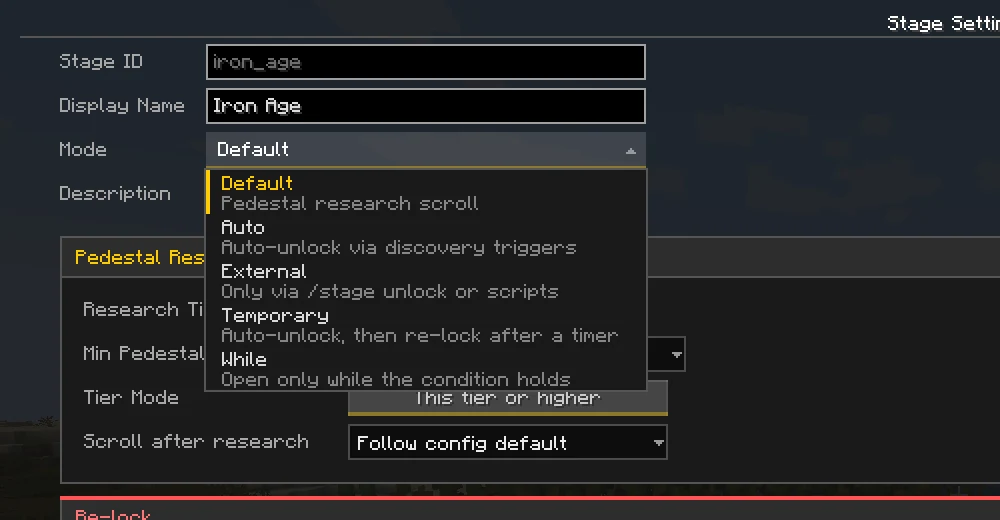 Stage Settin
Stage ID
iron_age
Display Name
Iron Age
Mode
Default
Description
Default
Pedestal research scroll
Auto
Auto-unlock via discovery triggers
External
Only via /stage unlock or scripts
Temporary
Auto-unlock, then re-lock after a timer
While
Open only while the condition holds
Pedestal Res
Research Ti
Min Pedestal
Tier Mode
This tier or higher
Scroll after research
Follow config default
Re-lock